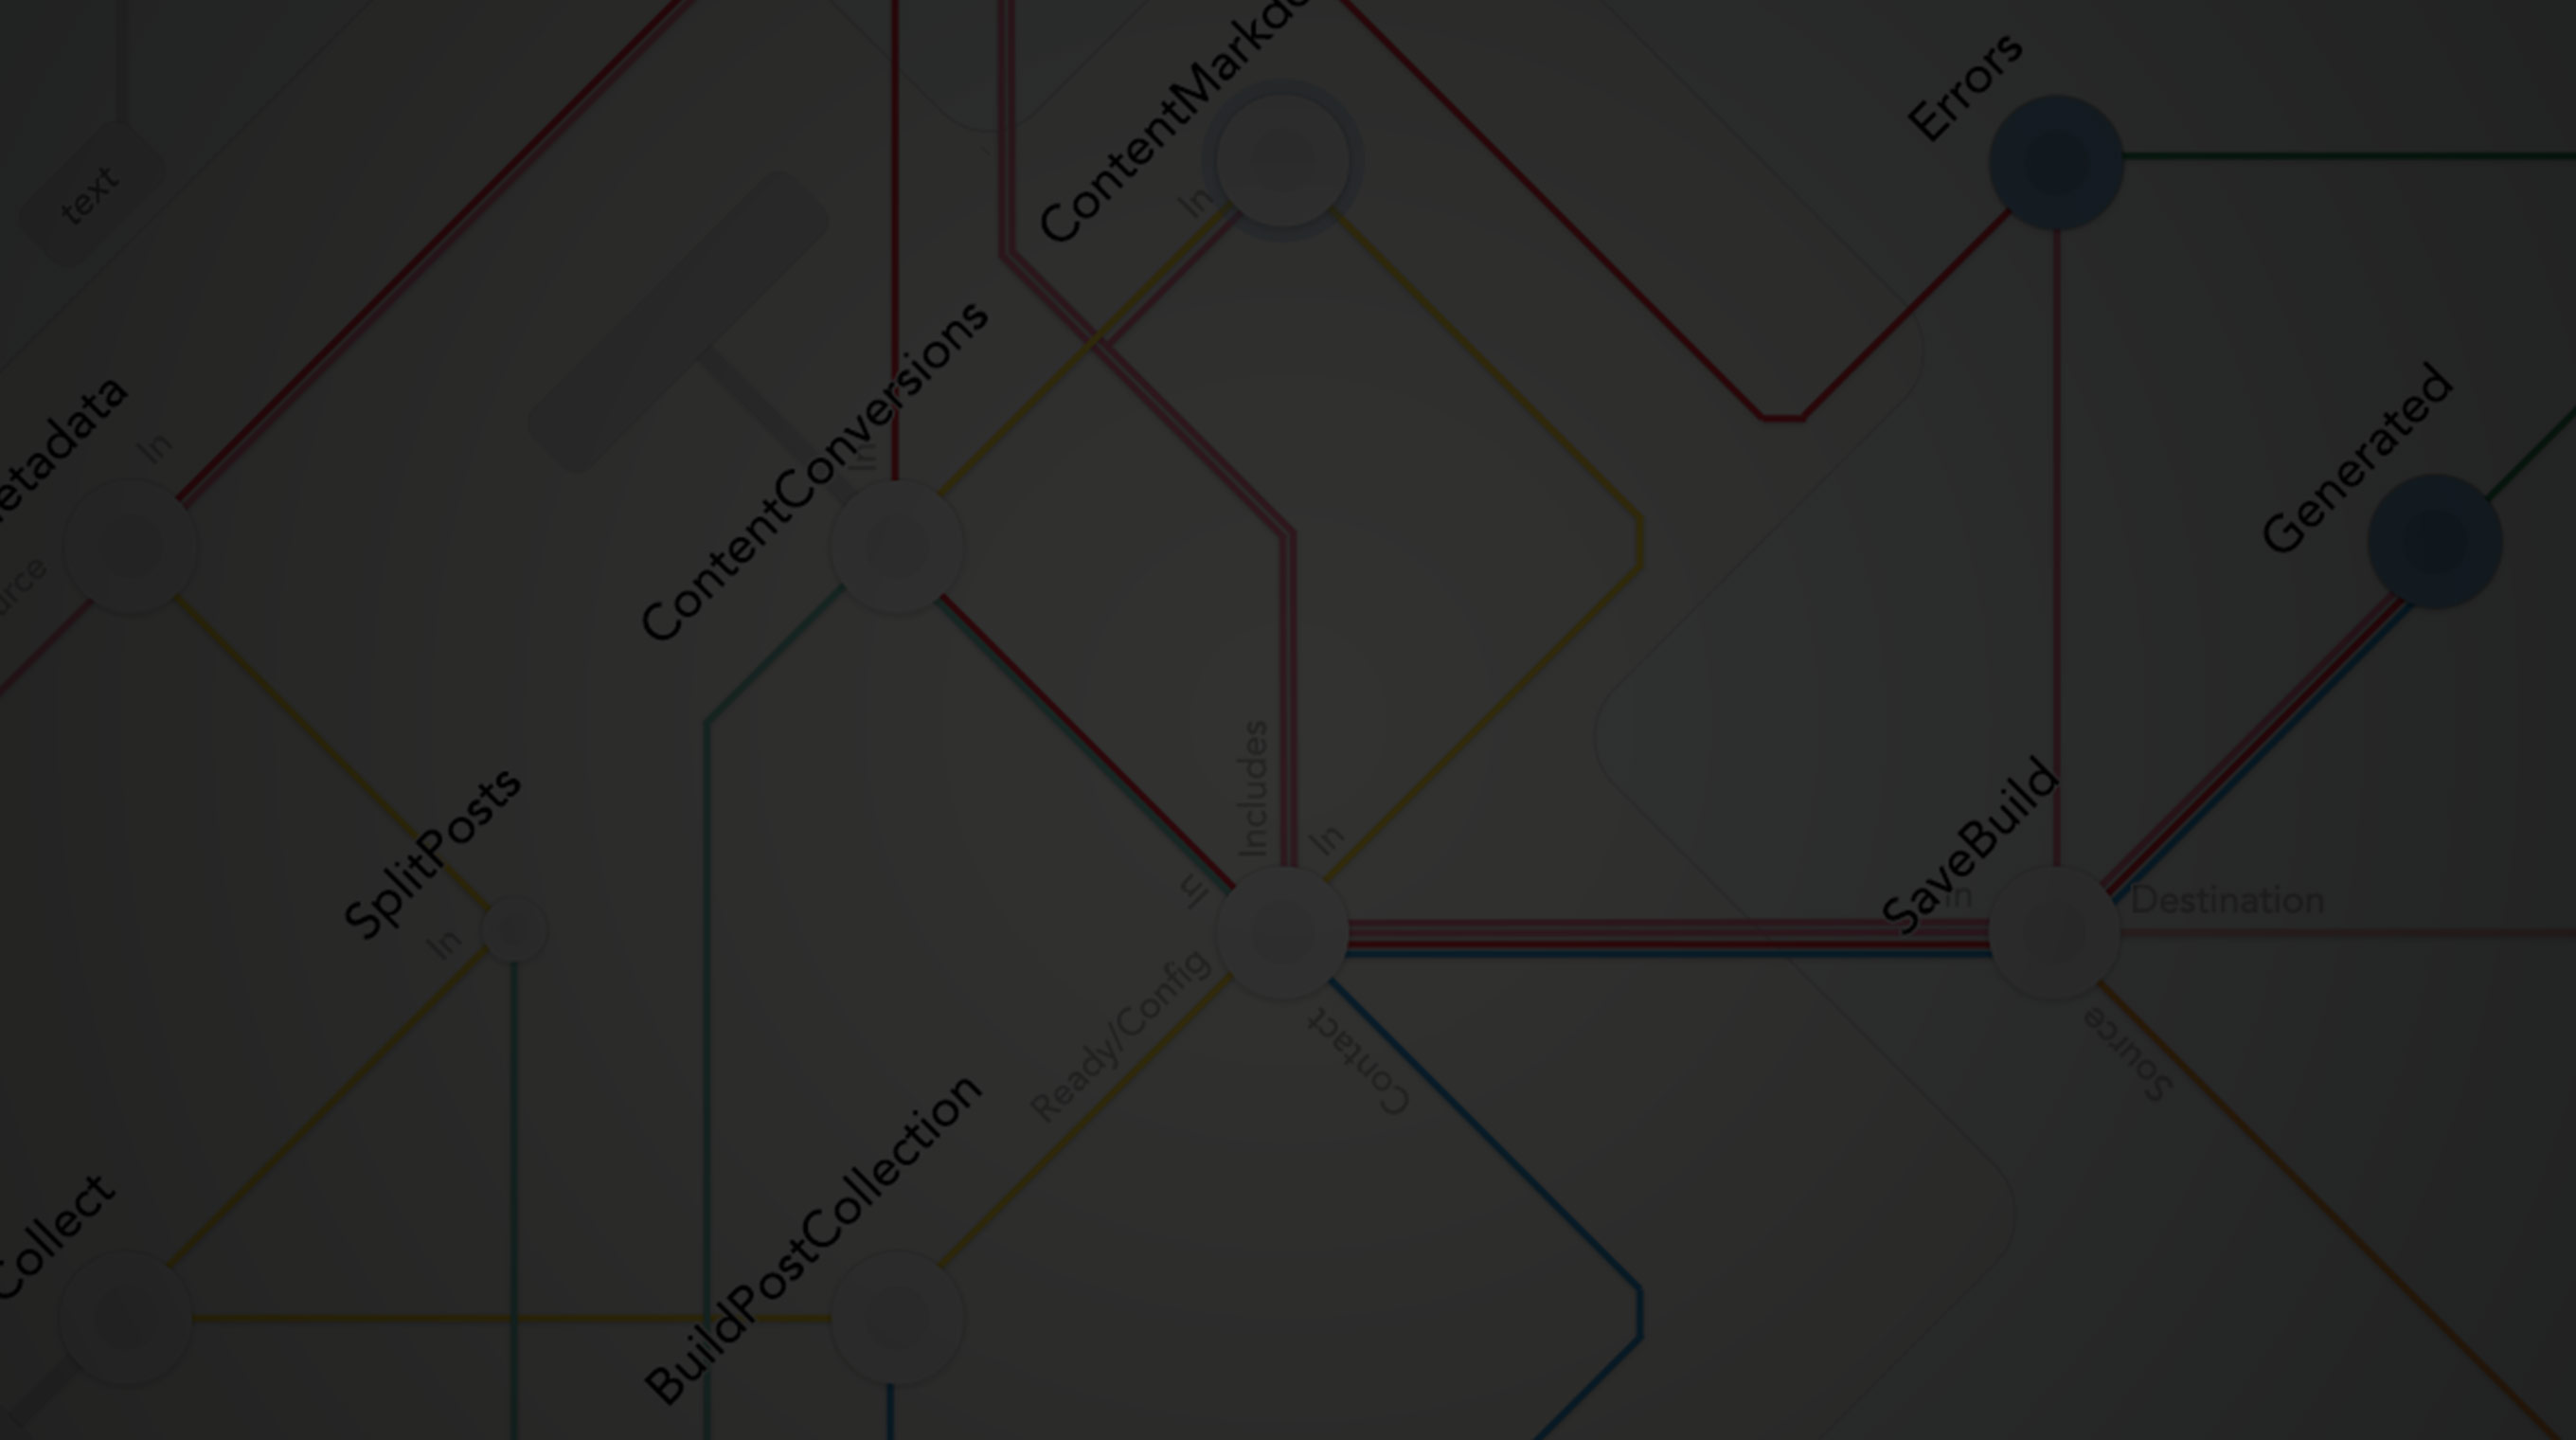 ContentMarkdo
Errors
text
In
Generated
ContentConversions
etadata
In
In
urce
Includes
SaveBuild
SplitPosts
In
In
In
In
Destination
Ready/Config
Contact
Source
BuildPostCollection
Collect